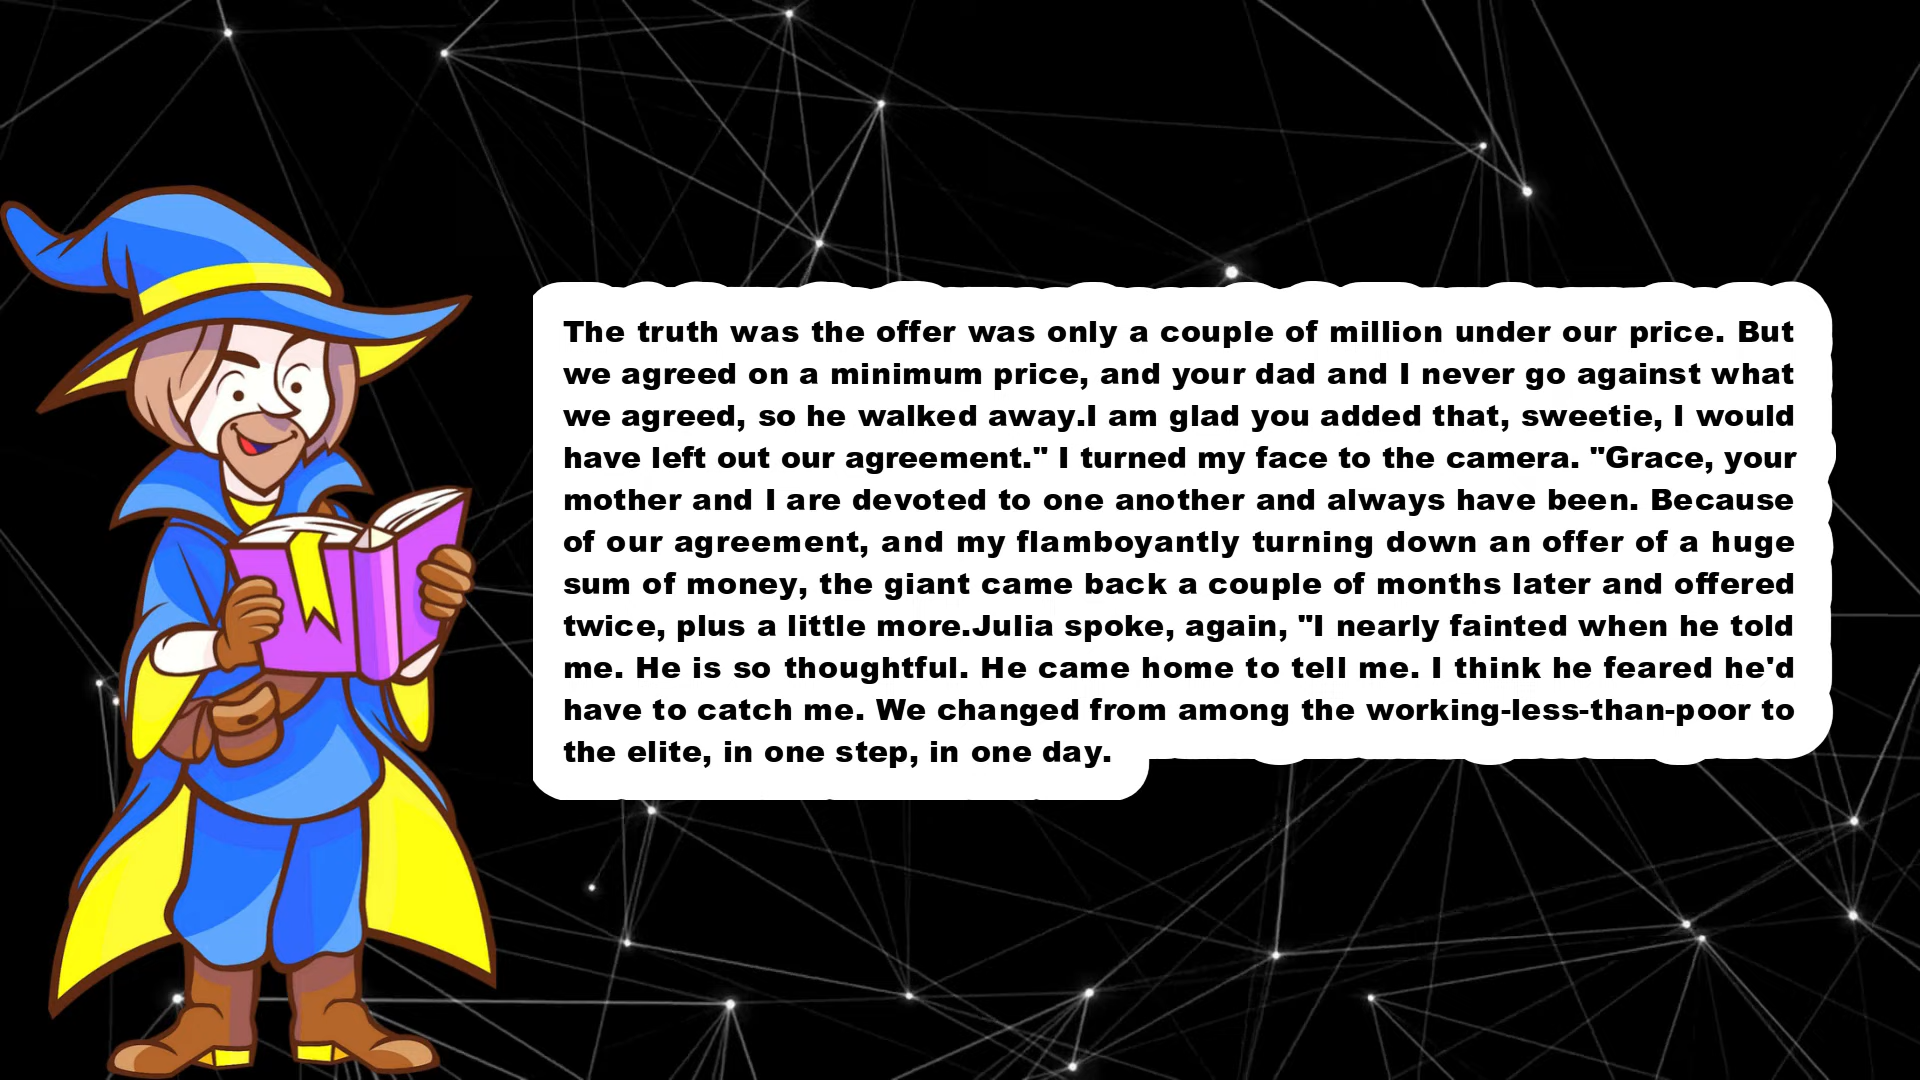 The truth was the offer was only a couple of million under our price. But
we agreed on a minimum price, and your dad and I never go against what
we agreed, so he walked away.I am glad you added that, sweetie, I would
have left out our agreement." I turned my face to the camera. "Grace, your
mother and I are devoted to one another and always have been. Because
of our agreement, and my flamboyantly turning down an offer of a huge
sum of money, the giant came back a couple of months later and offered
twice, plus a little more.Julia spoke, again, "I nearly fainted when he told
me. He is so thoughtful. He came home to tell me. I think he feared he'd
have to catch me. We changed from among the working-less-than-poor to
the elite, in one step, in one day.